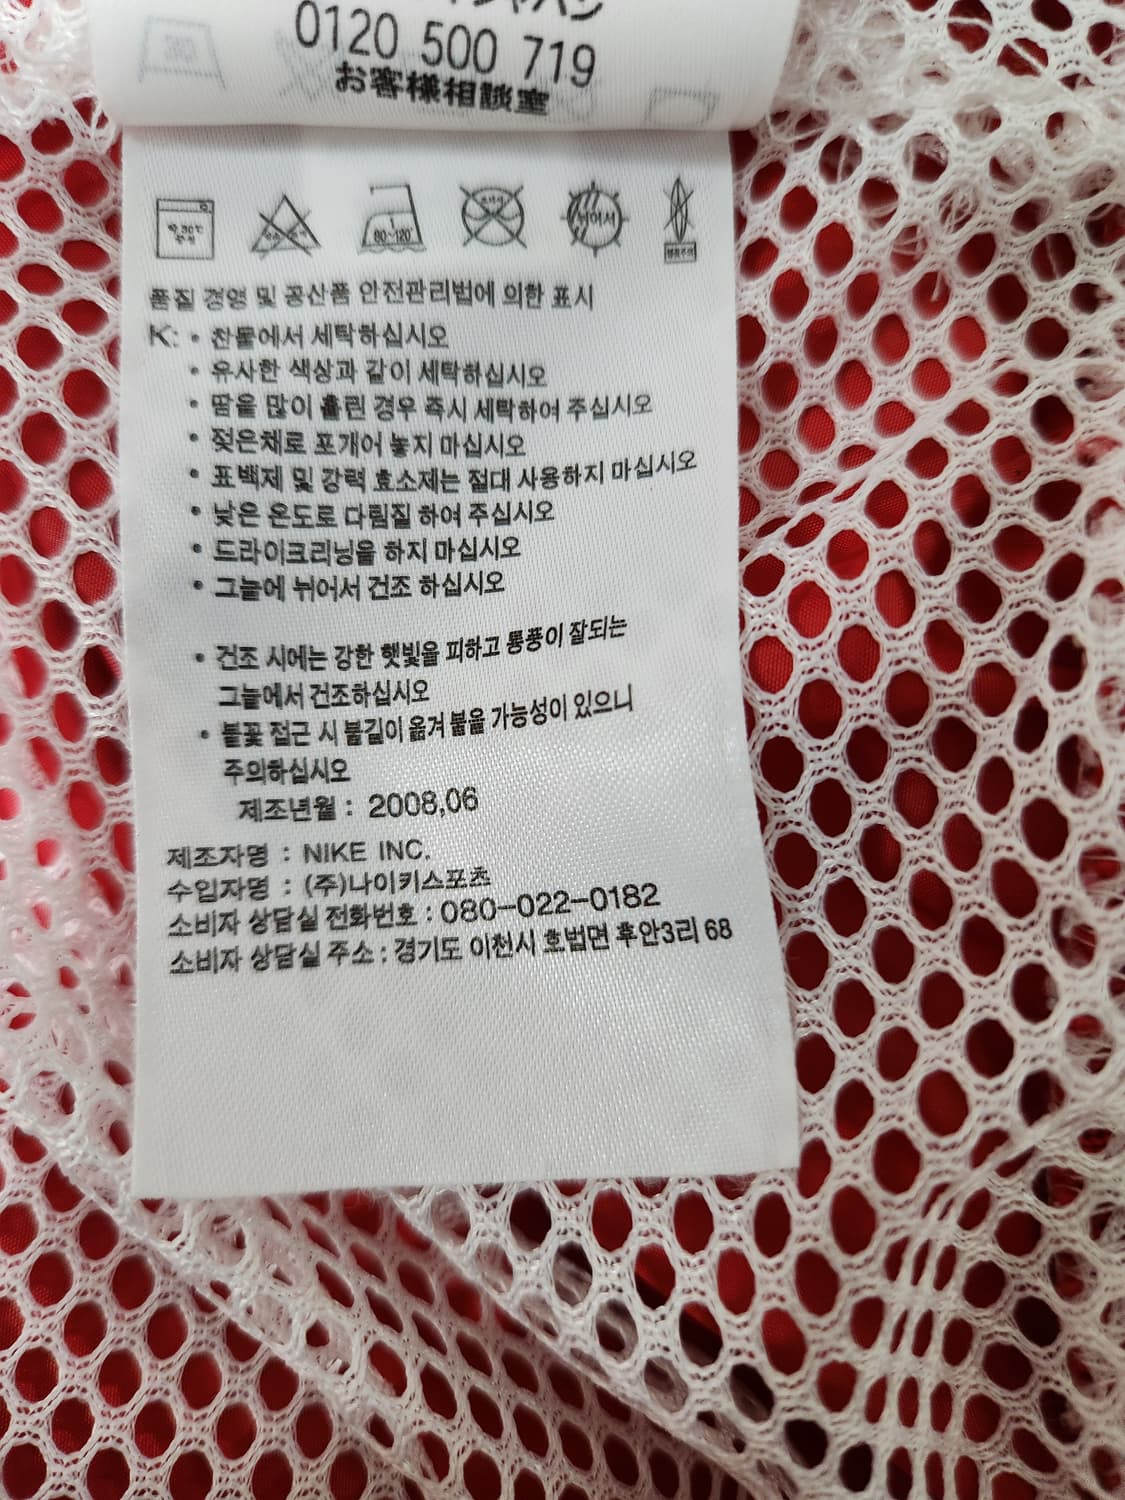 0120 500 719
お客様相談室
약 30℃
중성
80~120℃
드라이
뉘어서
품질 경영 및 공산품 안전관리법에 의한 표시
K: • 찬물에서 세탁하십시오
• 유사한 색상과 같이 세탁하십시오
• 땀을 많이 흘린 경우 즉시 세탁하여 주십시오
• 젖은채로 포개어 놓지 마십시오
• 표백제 및 강력 효소제는 절대 사용하지 마십시오
• 낮은 온도로 다림질 하여 주십시오
• 드라이크리닝을 하지 마십시오
• 그늘에 뉘어서 건조 하십시오
• 건조 시에는 강한 햇빛을 피하고 통풍이 잘되는
그늘에서 건조하십시오
• 불꽃 접근 시 불길이 옮겨 붙을 가능성이 있으니
주의하십시오
제조년월 : 2008,06
제조자명 : NIKE INC.
수입자명 : (주)나이키스포츠
소비자 상담실 전화번호 : 080-022-0182
소비자 상담실 주소 : 경기도 이천시 호법면 후안3리 68